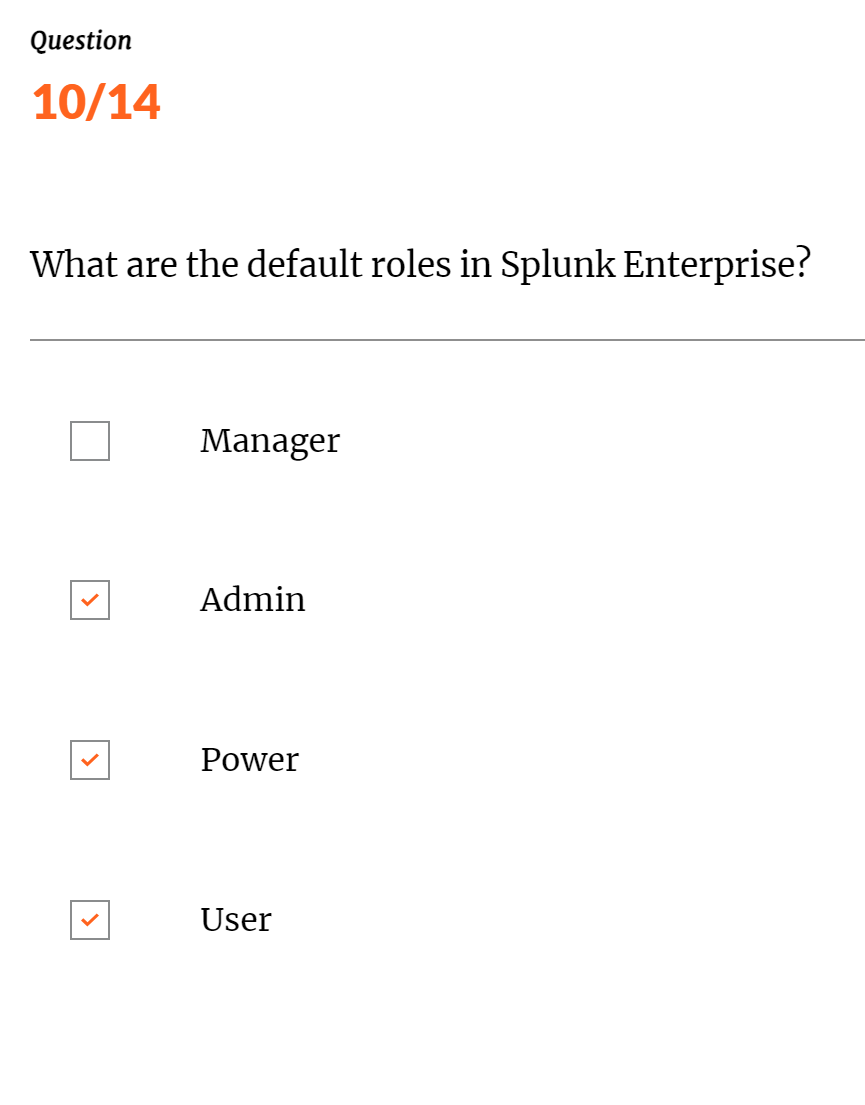 Question
10/14
What are the default roles in Splunk Enterprise?
Manager
Admin
Power
User